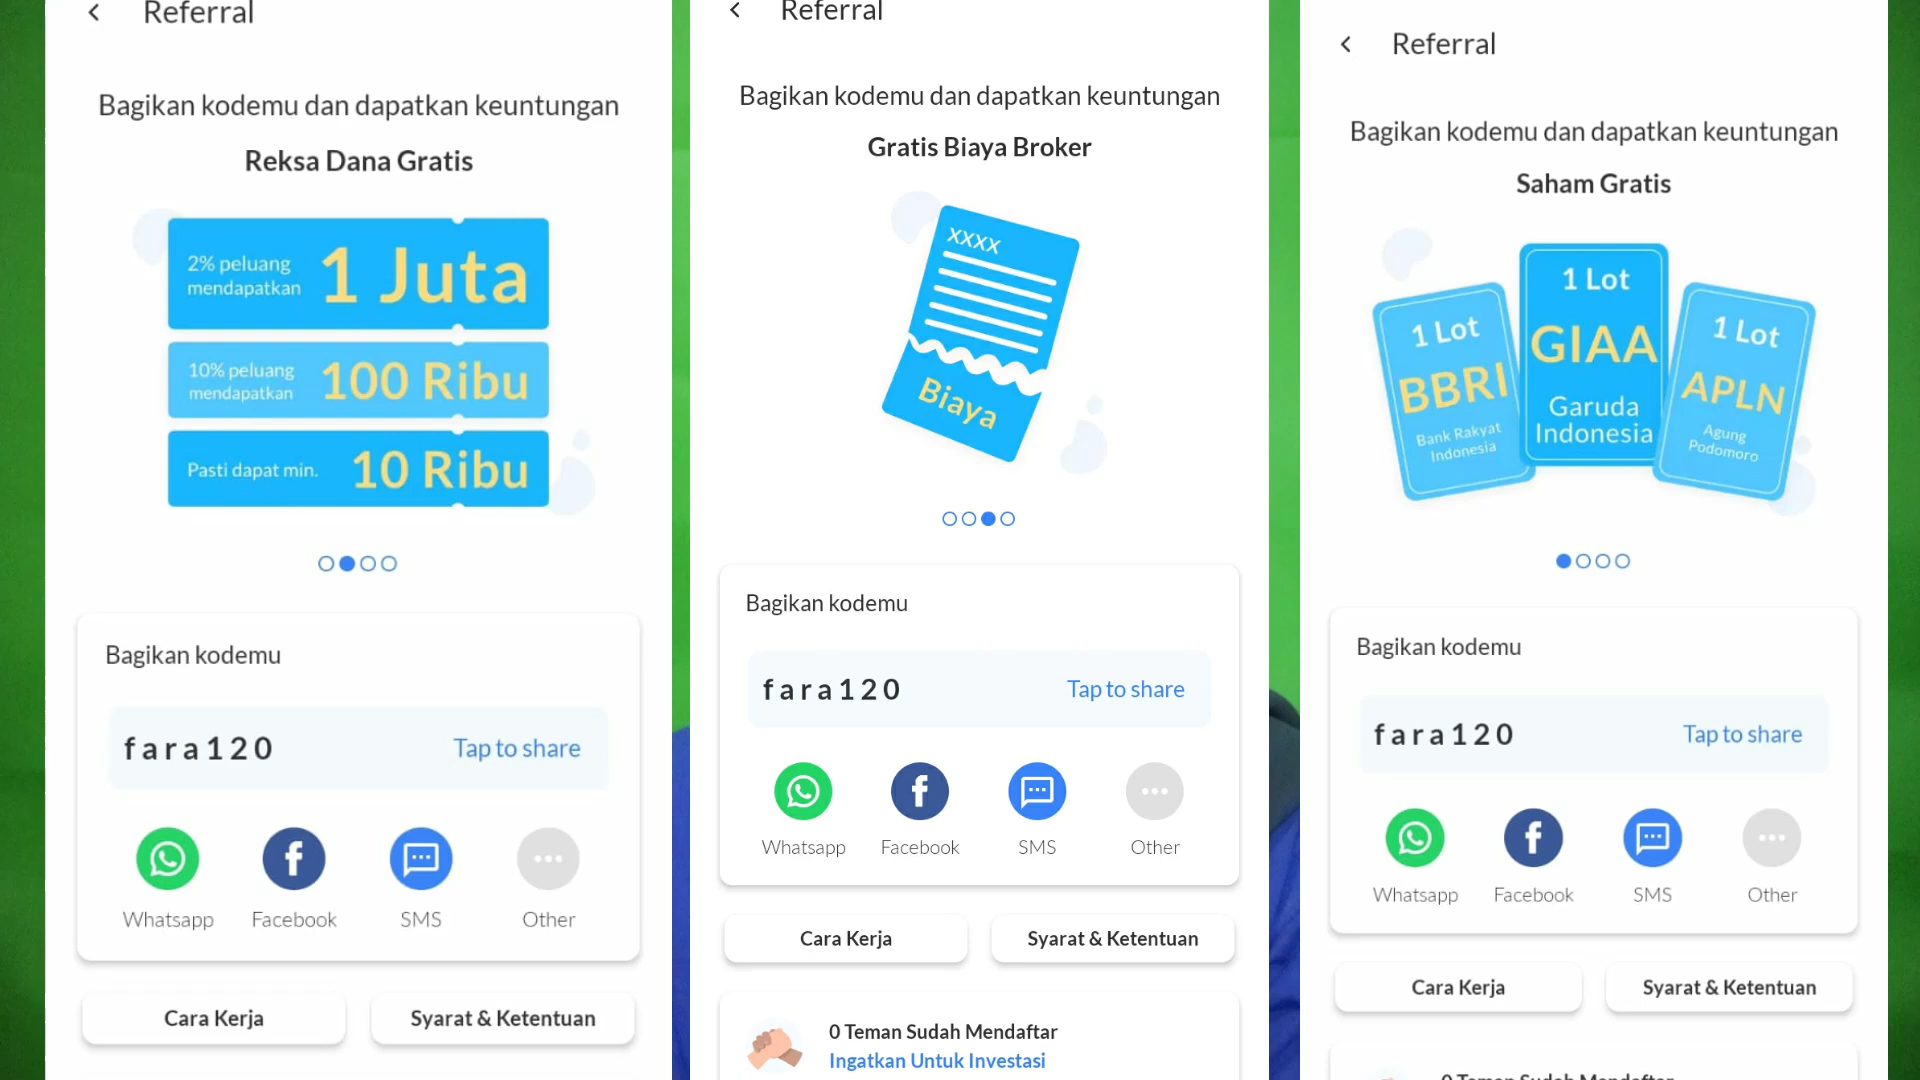 Referral
Bagikan kodemu dan dapatkan keuntungan
Reksa Dana Gratis
2% peluang
mendapatkan
1 Juta
10% peluang
mendapatkan
100 Ribu
Pasti dapat min.
10 Ribu
Bagikan kodemu
fara120
Tap to share
Whatsapp
Facebook
SMS
Other
Cara Kerja
Syarat & Ketentuan
Referral
Bagikan kodemu dan dapatkan keuntungan
Gratis Biaya Broker
xxxx
Biaya
Bagikan kodemu
fara120
Tap to share
Whatsapp
Facebook
SMS
Other
Cara Kerja
Syarat & Ketentuan
0 Teman Sudah Mendaftar
Ingatkan Untuk Investasi
Referral
Bagikan kodemu dan dapatkan keuntungan
Saham Gratis
1 Lot
BBRI
Bank Rakyat
Indonesia
1 Lot
GIAA
Garuda
Indonesia
1 Lot
APLN
Agung
Podomoro
Bagikan kodemu
fara120
Tap to share
Whatsapp
Facebook
SMS
Other
Cara Kerja
Syarat & Ketentuan
0 Teman Sudah Mendaftar